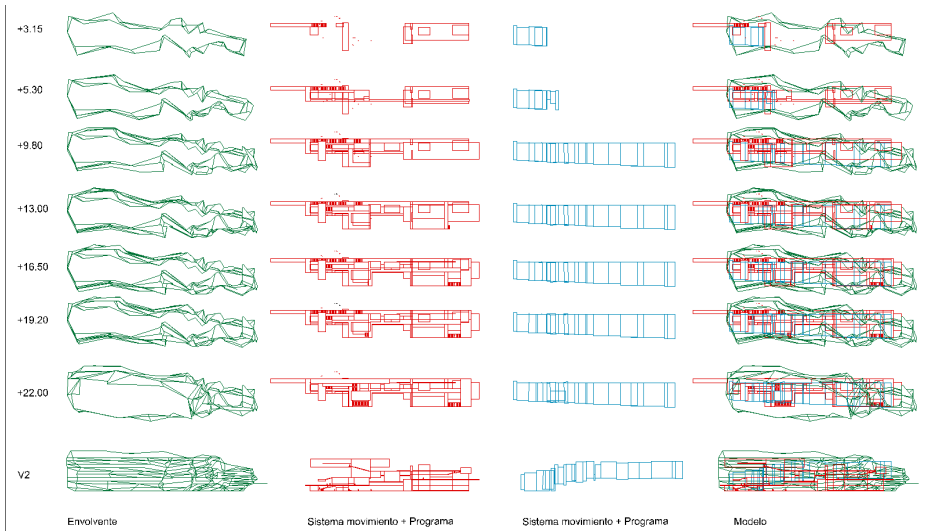 +3.15
+5.30
+9.80
+13.00
+16.50
+19.20
+22.00
V2
Envolvente
Sistema movimiento + Programa
Sistema movimiento + Programa
Modelo